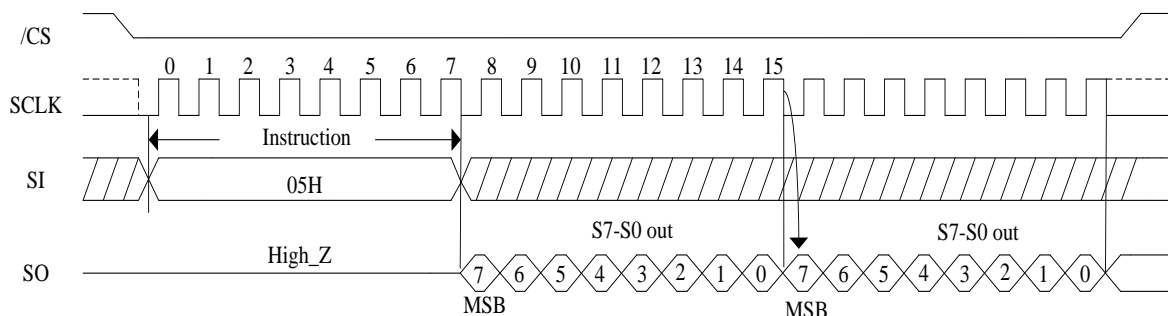 /CS
0 1 2 3 4 5 6 7 8 9 10 11 12 13 14 15
SCLK
Instruction
SI
05H
S7-S0 out S7-S0 out
High_Z
SO
7 6 5 4 3 2 1 0 7 6 5 4 3 2 1 0
MSB MSB